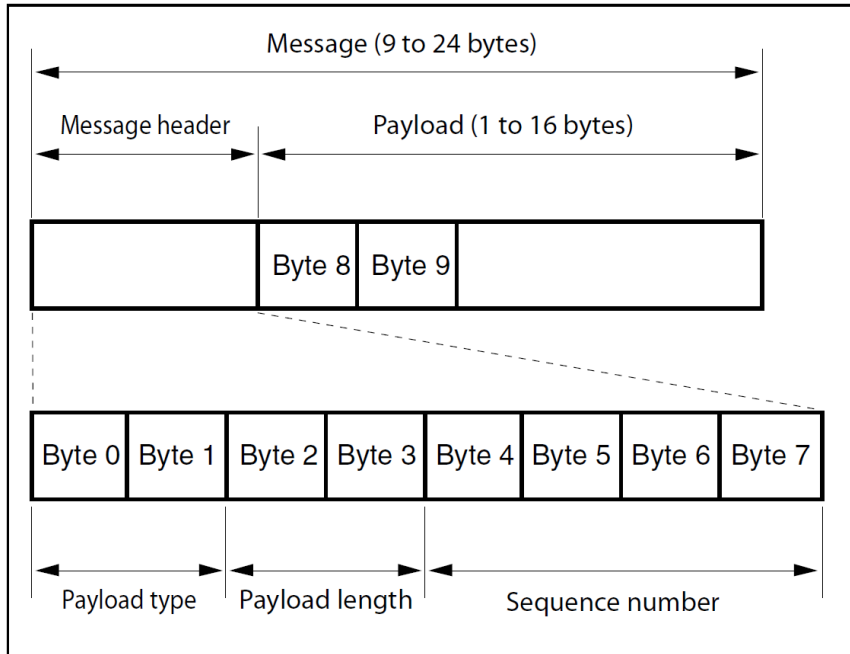 Message (9 to 24 bytes)
Message header Payload (1 to 16 bytes)
Byte 8 Byte 9
Byte 0 Byte 1 Byte 2 Byte 3 Byte 4 Byte 5 Byte 6 Byte 7
Payload type Payload length Sequence number